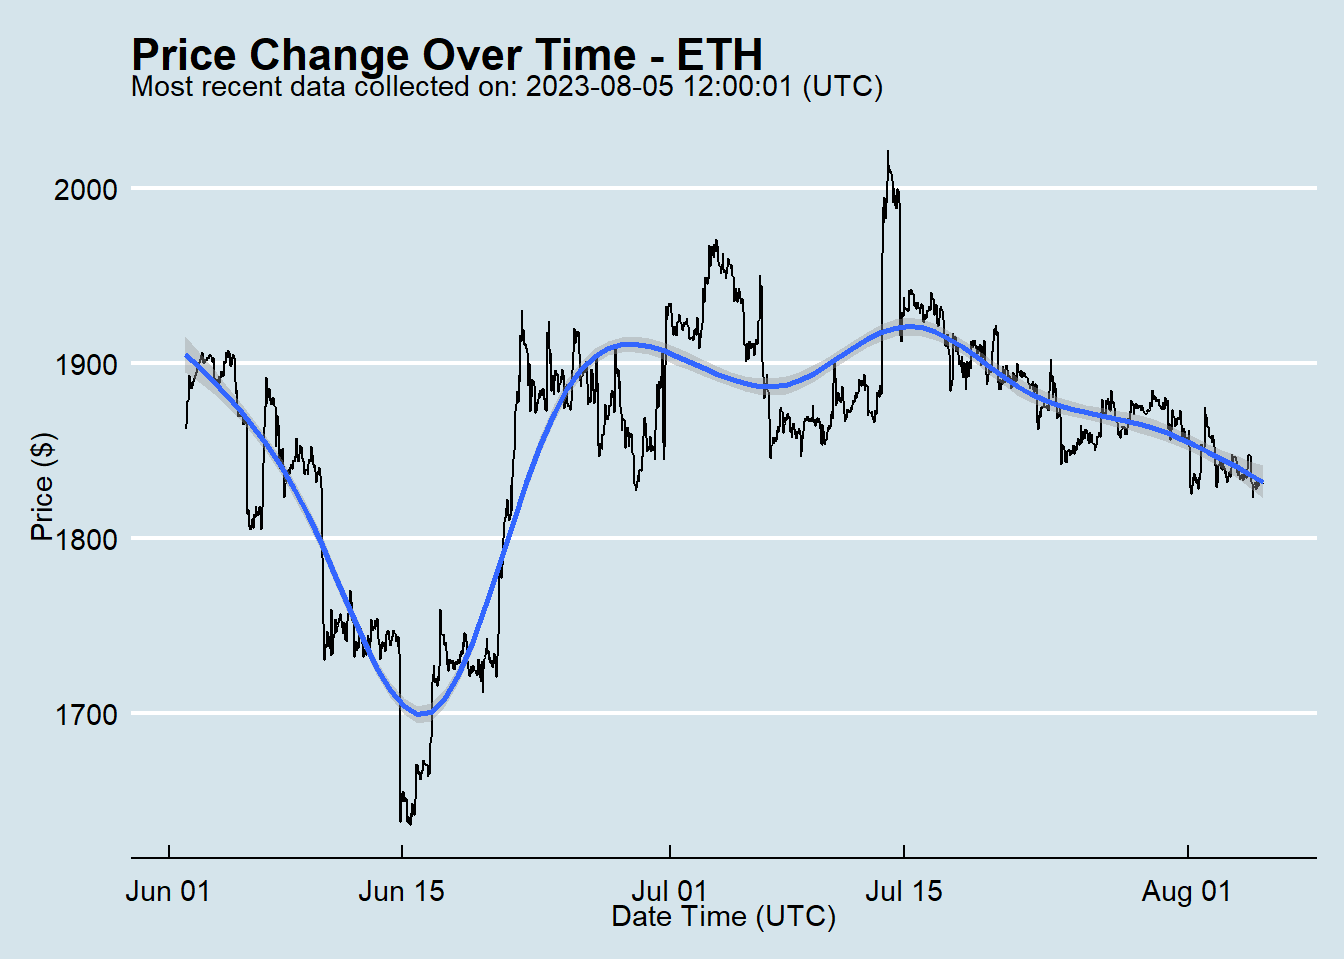 Price Change Over Time - ETH
Most recent data collected on: 2023-08-05 12:00:01 (UTC)
2000
1900
1800
1700
Price ($)
Jun 01
Jun 15
Jul 01
Jul 15
Aug 01
Date Time (UTC)